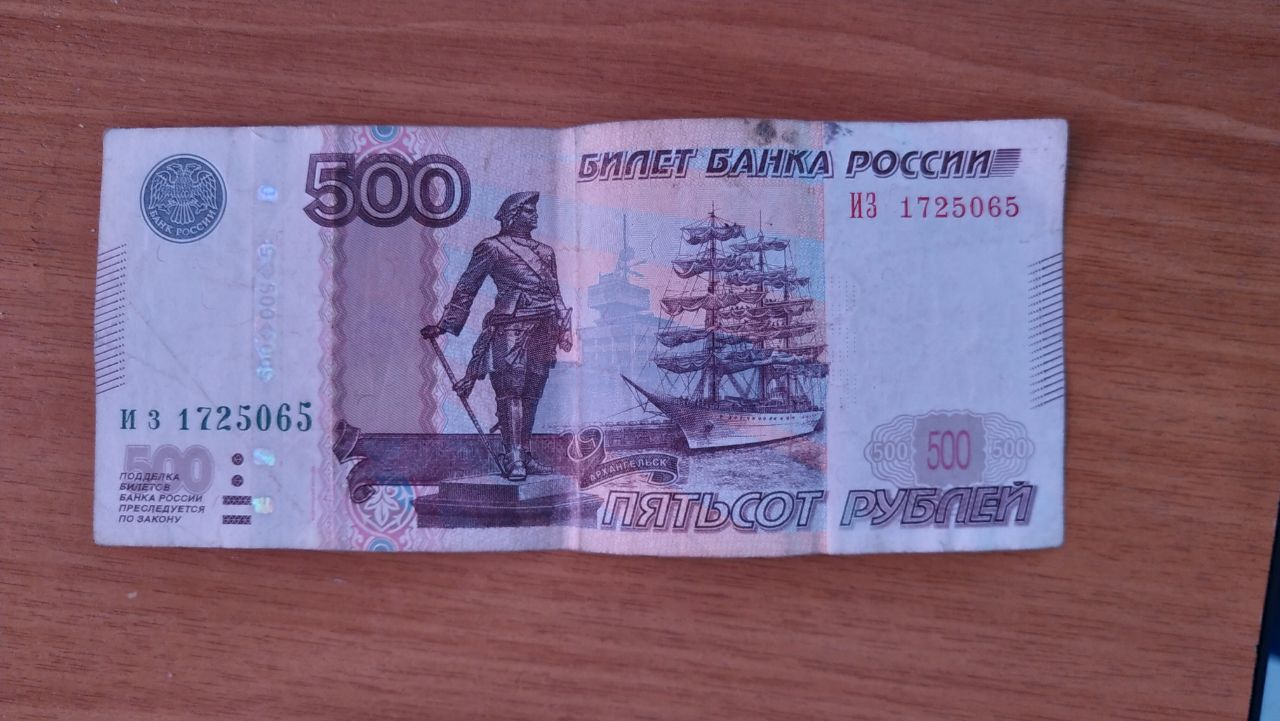 БАНК РОССИИ
500
БИЛЕТ БАНКА РОССИИ
ИЗ 1725065
ИЗ 1725065
500
ПОДДЕЛКА
БИЛЕТОВ
БАНКА РОССИИ
ПРЕСЛЕДУЕТСЯ
ПО ЗАКОНУ
АРХАНГЕЛЬСК
500 500 500
ПЯТЬСОТ РУБЛЕЙ